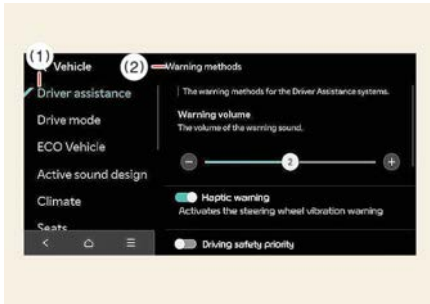 (1)
Vehicle
(2)
Warning methods
Driver assistance
The warning methods for the Driver Assistance systems.
Drive mode
Warning volume
The volume of the warning sound.
ECO Vehicle
2
Active sound design
Haptic warning
Activates the steering wheel vibration warning
Climate
Seats
Driving safety priority